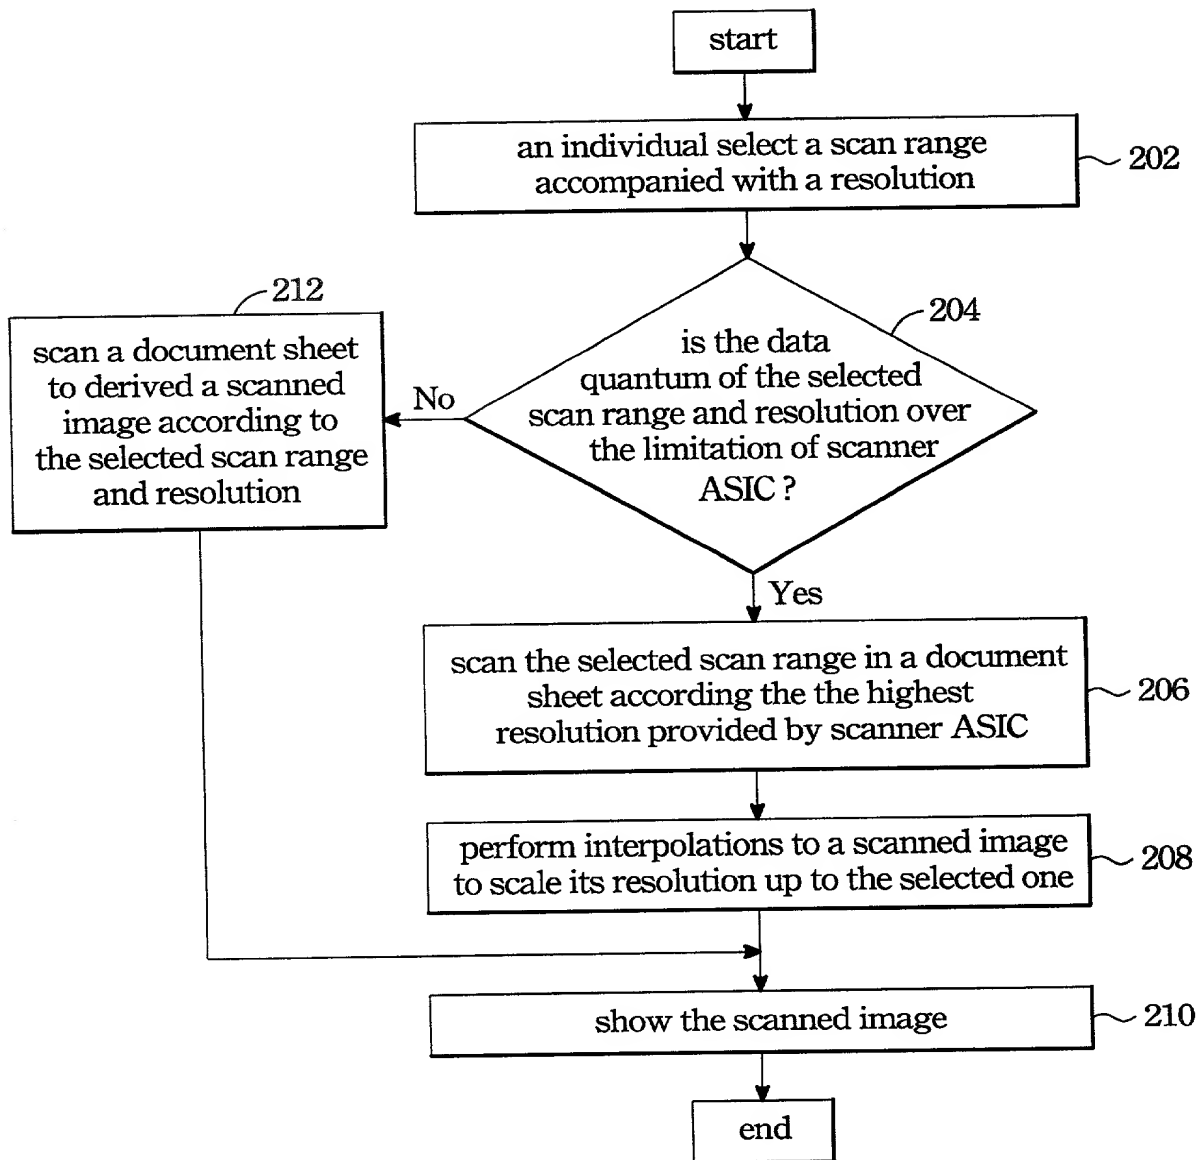 start
an individual select a scan range
accompanied with a resolution
202
204
is the data
quantum of the selected
scan range and resolution over
the limitation of scanner
ASIC ?
No
212
scan a document sheet
to derived a scanned
image according to
the selected scan range
and resolution
Yes
scan the selected scan range in a document
sheet according the the highest
resolution provided by scanner ASIC
206
perform interpolations to a scanned image
to scale its resolution up to the selected one
208
show the scanned image
210
end